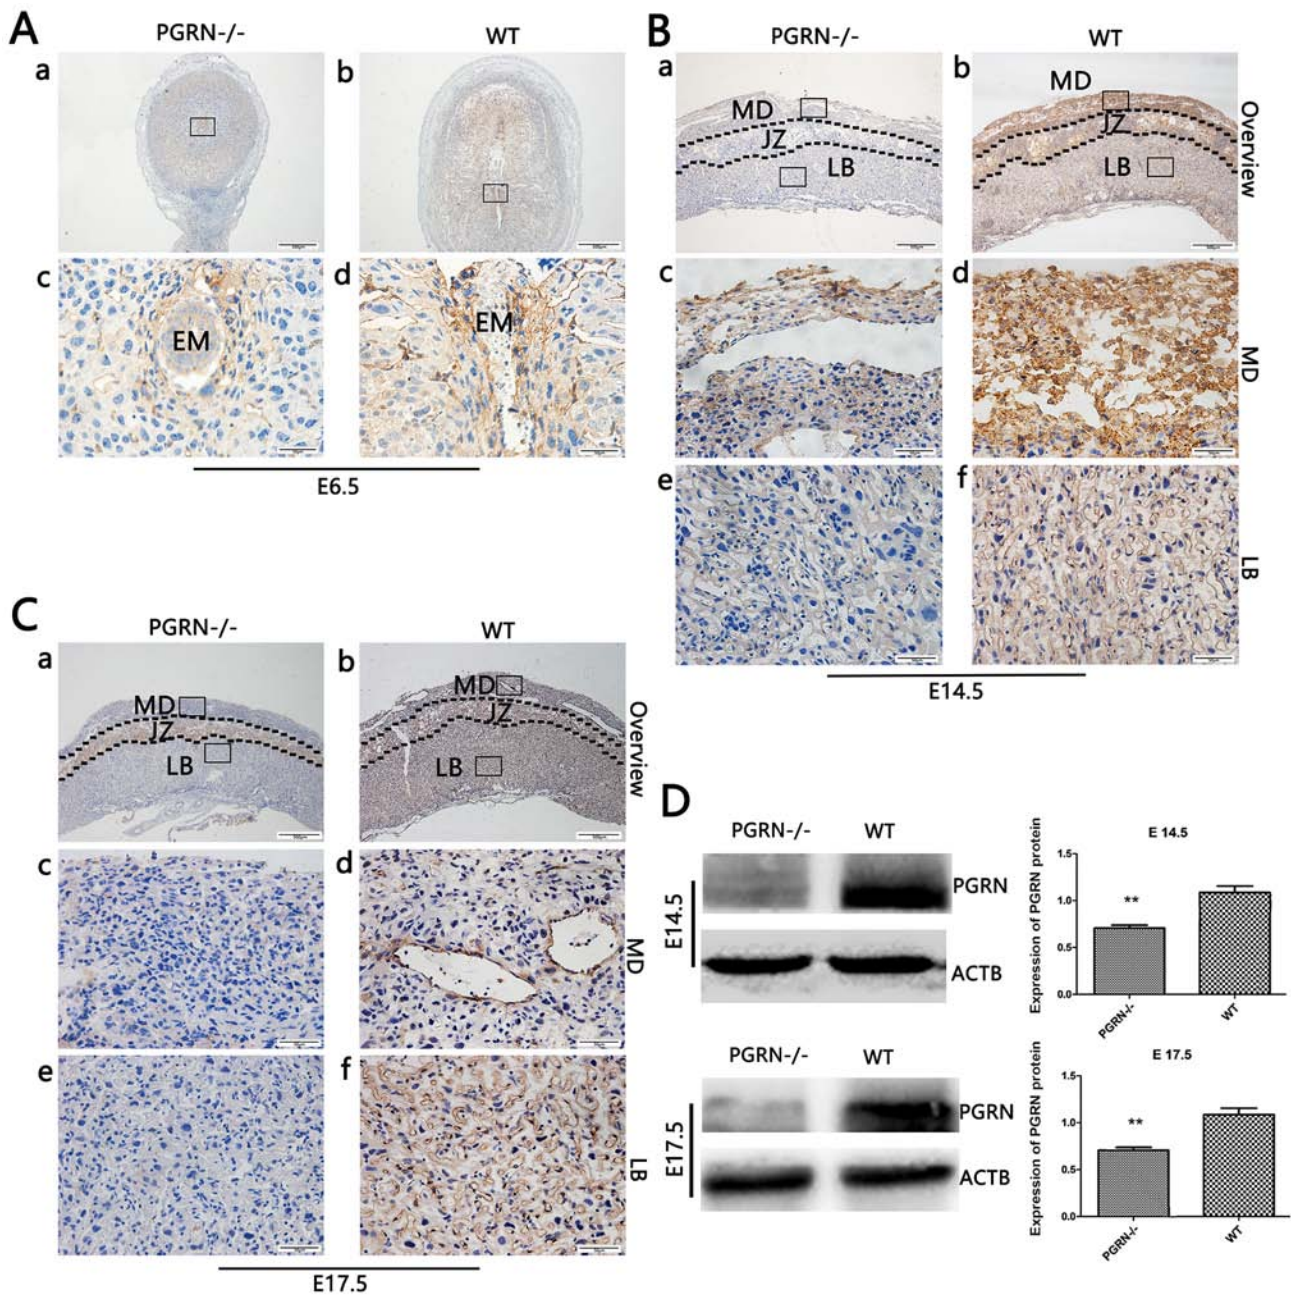 A
PGRN-/-
WT
a
b
c
EM
d
EM
E6.5
B
PGRN-/-
WT
a
MD
JZ
LB
b
MD
JZ
LB
Overview
c
d
MD
e
f
LB
E14.5
C
PGRN-/-
WT
a
MD
JZ
LB
b
MD
JZ
LB
Overview
c
d
MD
e
f
LB
E17.5
D
PGRN-/-
WT
E14.5
PGRN
ACTB
E 14.5
Expression of PGRN protein
1.5
1.0
0.5
0.0
**
PGRN-/-
WT
PGRN-/-
WT
E17.5
PGRN
ACTB
E 17.5
Expression of PGRN protein
1.5
1.0
0.5
0.0
**
PGRN-/-
WT